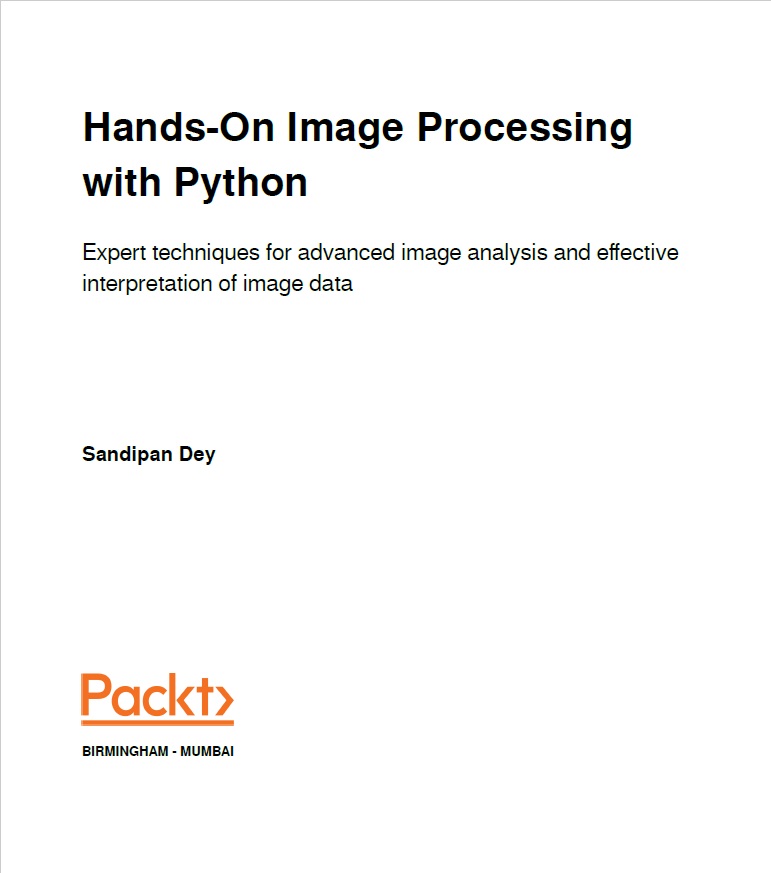 Hands-On Image Processing
with Python
Expert techniques for advanced image analysis and effective
interpretation of image data
Sandipan Dey
Packt>
BIRMINGHAM - MUMBAI